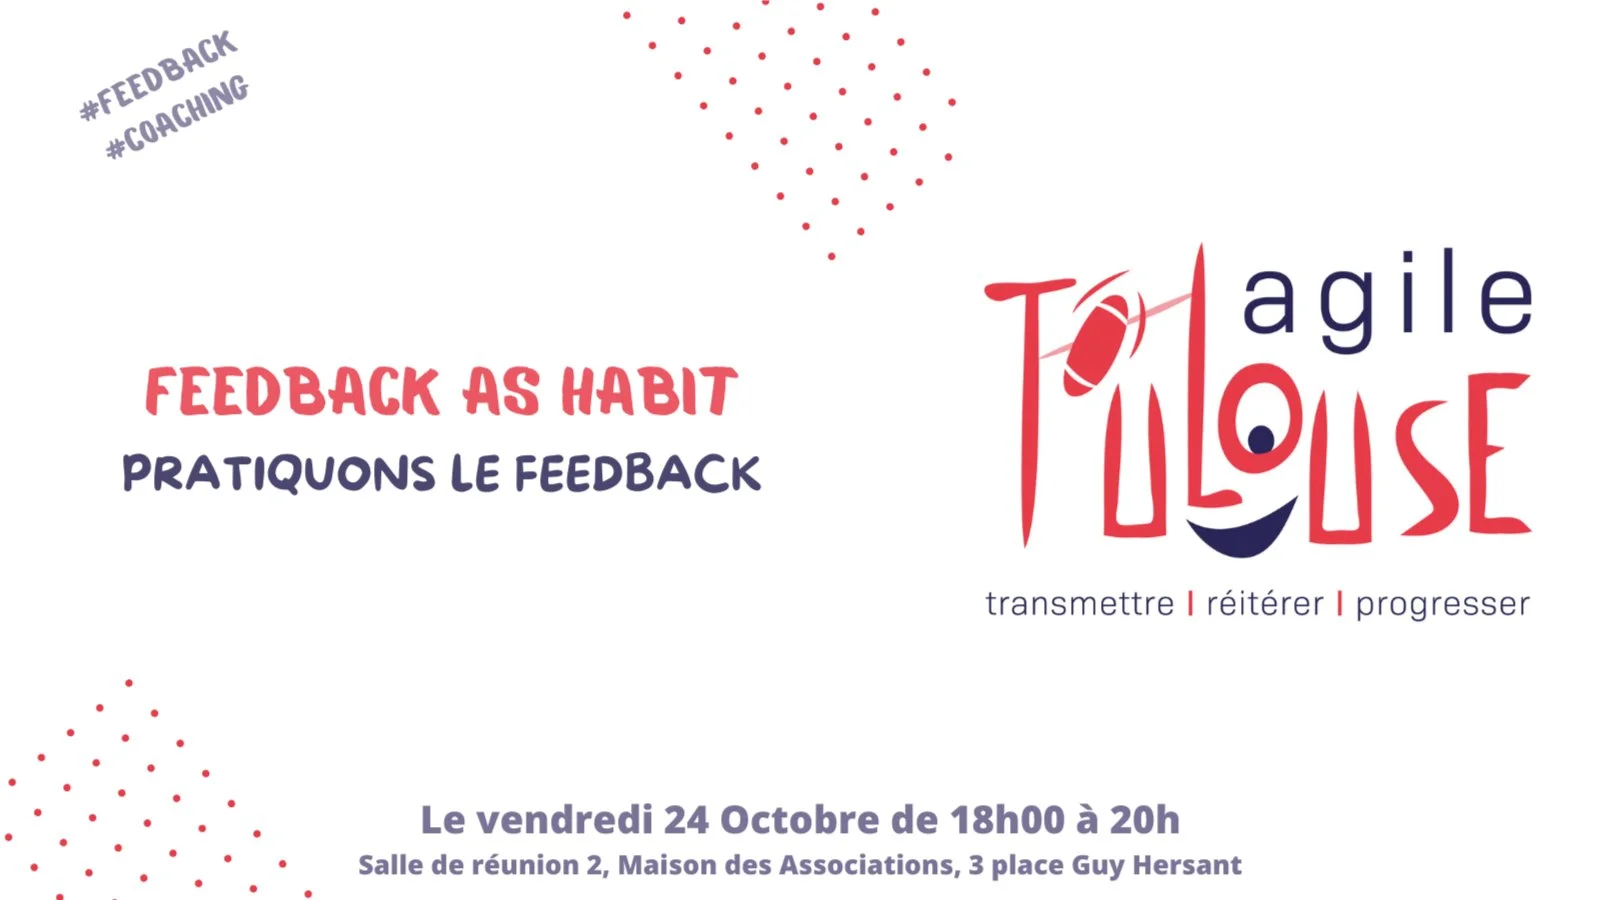 #FEEDBACK
#COACHING
FEEDBACK AS HABIT
PRATIQUONS LE FEEDBACK
agile
TOULOUSE
transmettre | réitérer | progresser
Le vendredi 24 Octobre de 18h00 à 20h
Salle de réunion 2, Maison des Associations, 3 place Guy Hersant